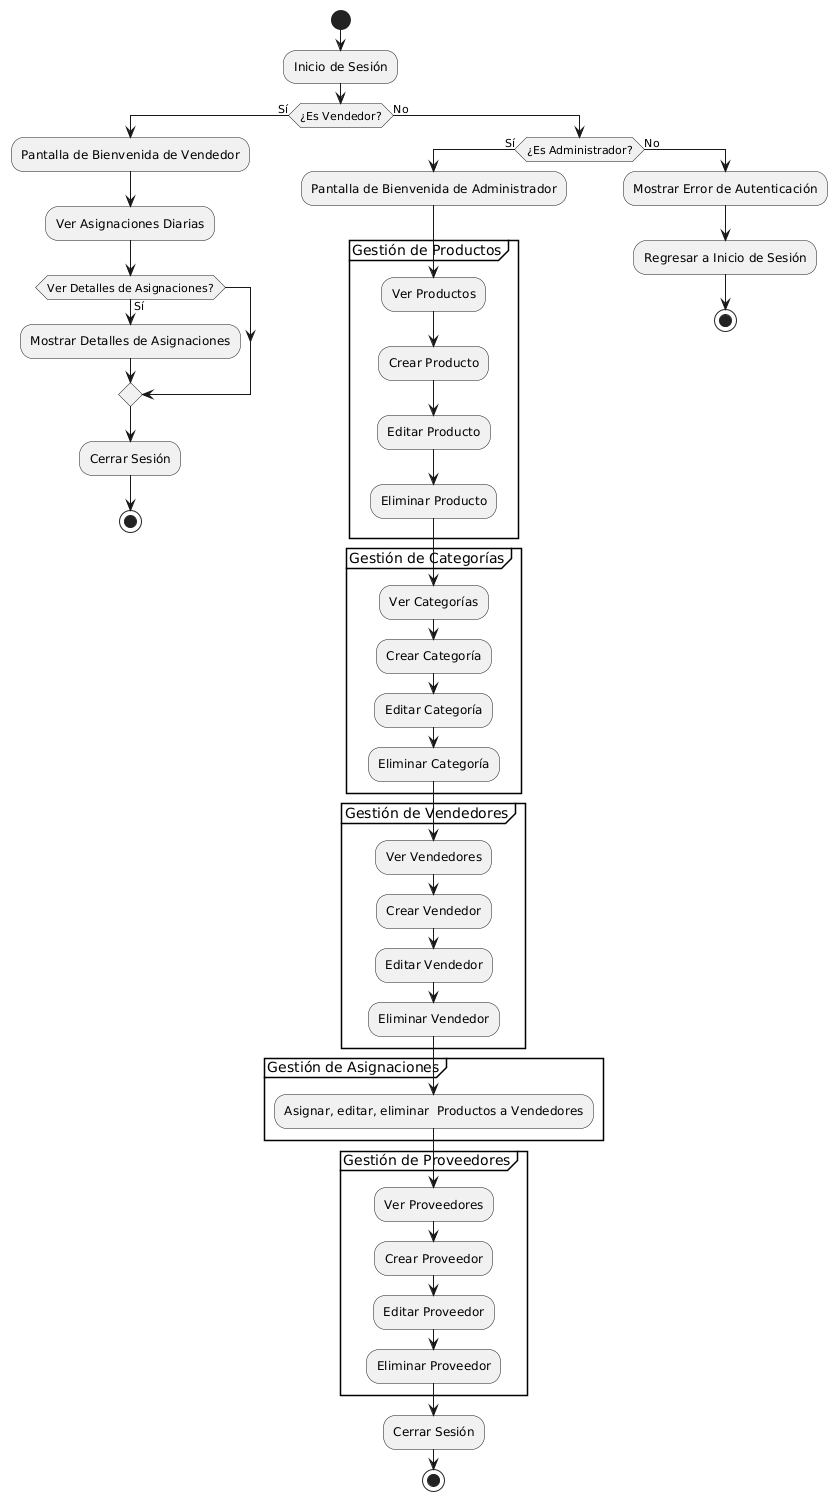 Inicio de Sesión
¿Es Vendedor?
Sí
No
Pantalla de Bienvenida de Vendedor
Ver Asignaciones Diarias
Ver Detalles de Asignaciones?
Sí
Mostrar Detalles de Asignaciones
Cerrar Sesión
¿Es Administrador?
Sí
No
Pantalla de Bienvenida de Administrador
Gestión de Productos
Ver Productos
Crear Producto
Editar Producto
Eliminar Producto
Gestión de Categorías
Ver Categorías
Crear Categoría
Editar Categoría
Eliminar Categoría
Gestión de Vendedores
Ver Vendedores
Crear Vendedor
Editar Vendedor
Eliminar Vendedor
Gestión de Asignaciones
Asignar, editar, eliminar  Productos a Vendedores
Gestión de Proveedores
Ver Proveedores
Crear Proveedor
Editar Proveedor
Eliminar Proveedor
Cerrar Sesión
Mostrar Error de Autenticación
Regresar a Inicio de Sesión